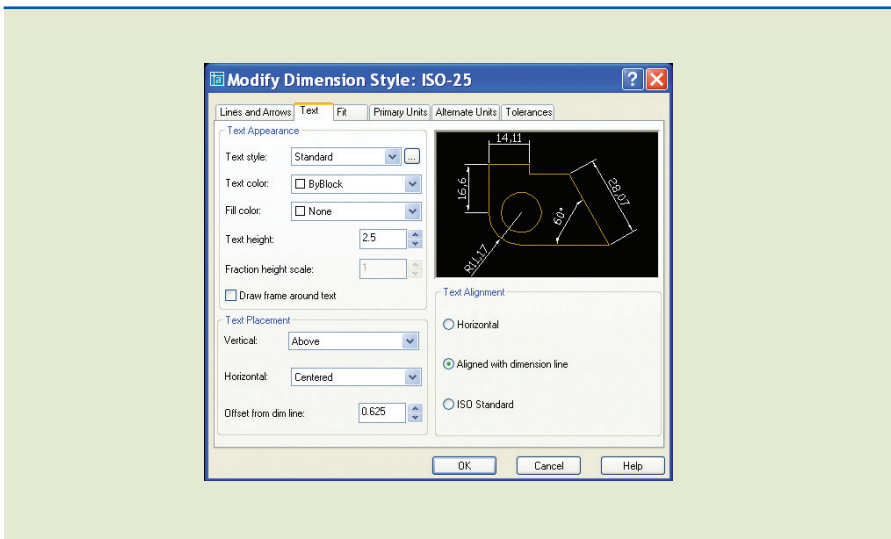 Modify Dimension Style: ISO-25
Lines and Arrows Text Fit Primary Units Alternate Units Tolerances
Text Appearance
Text style: Standard ...
Text color: ByBlock
Fill color: None
Text height: 2.5
Fraction height scale: 1
Draw frame around text
Text Placement
Vertical: Above
Horizontal: Centered
Offset from dim line: 0.625
14,11
16,6
28,07
60°
R11,17
Text Alignment
Horizontal
Aligned with dimension line
ISO Standard
OK Cancel Help